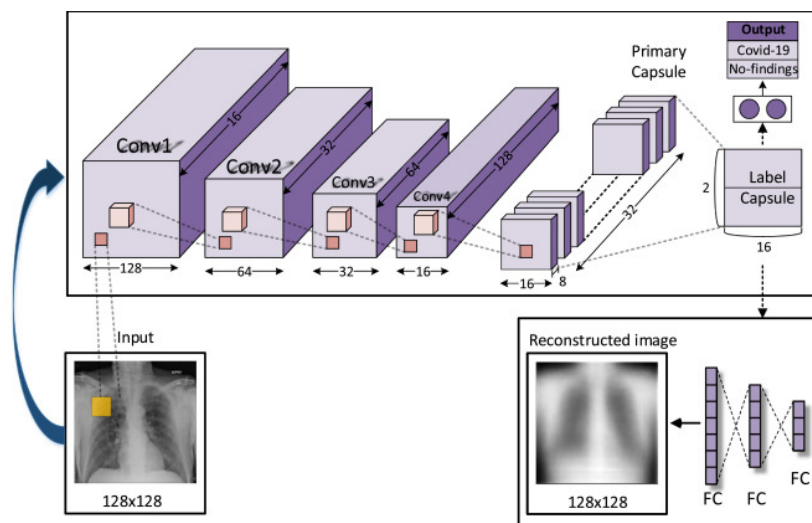 Output
Covid-19
No-findings
Primary
Capsule
Conv1
16
Conv2
32
Conv3
64
Conv4
128
32
Label
Capsule
2
16
128
64
32
16
16
8
Input
128x128
Reconstructed image
128x128
FC
FC
FC